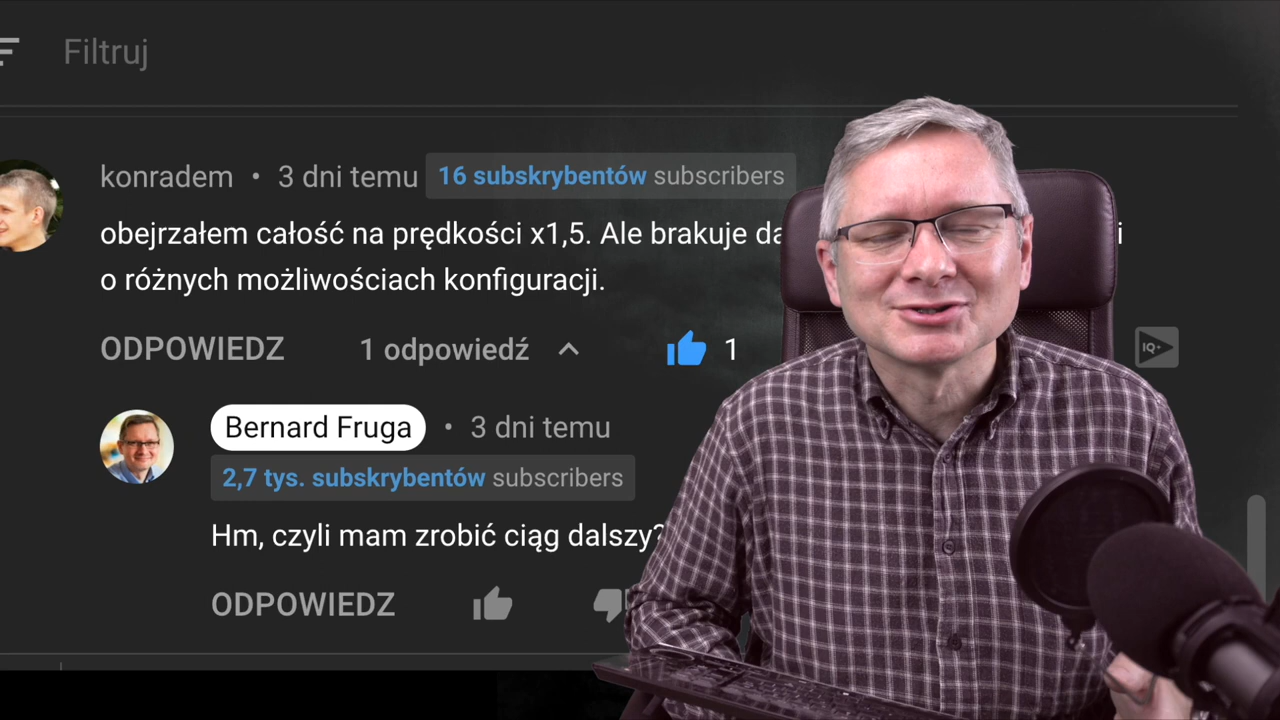 Filtruj
konradem • 3 dni temu 16 subskrybentów subscribers
obejrzałem całość na prędkości x1,5. Ale brakuje
o różnych możliwościach konfiguracji.
ODPOWIEDZ 1 odpowiedź 1 IQ
Bernard Fruga • 3 dni temu
2,7 tys. subskrybentów subscribers
Hm, czyli mam zrobić ciąg dalszy?
ODPOWIEDZ